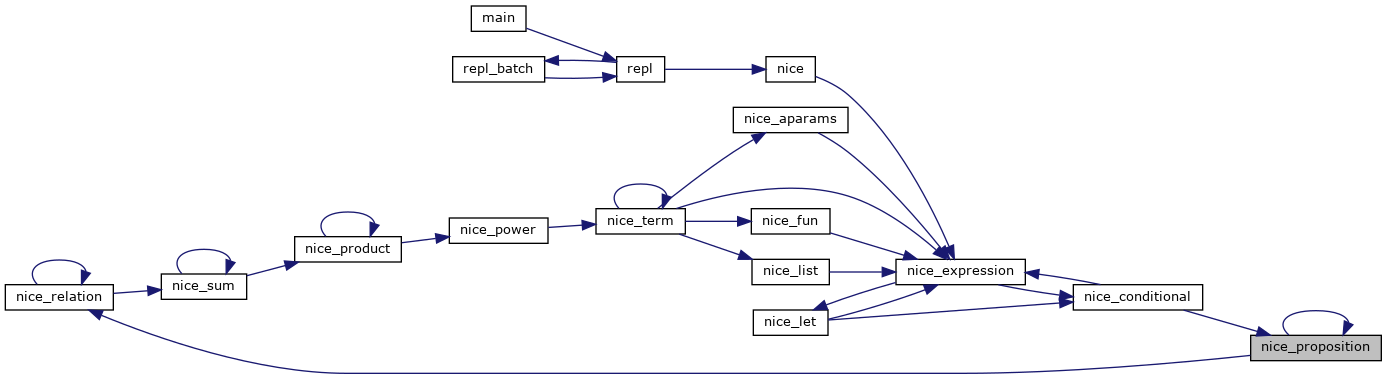 main
repl_batch
repl
nice
nice_aparams
nice_term
nice_fun
nice_power
nice_product
nice_list
nice_expression
nice_sum
nice_relation
nice_conditional
nice_let
nice_proposition